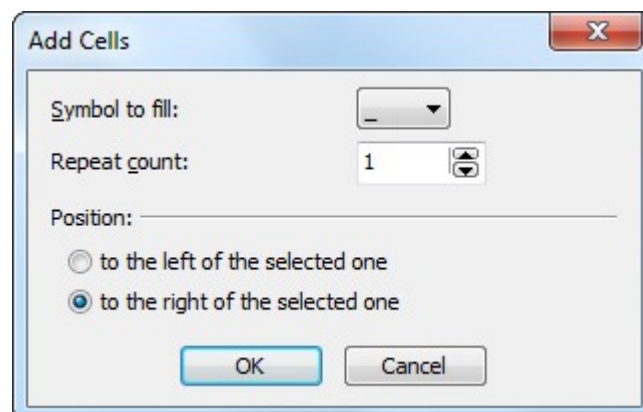 Add Cells
Symbol to fill: _
Repeat count: 1
Position:
to the left of the selected one
to the right of the selected one
OK Cancel